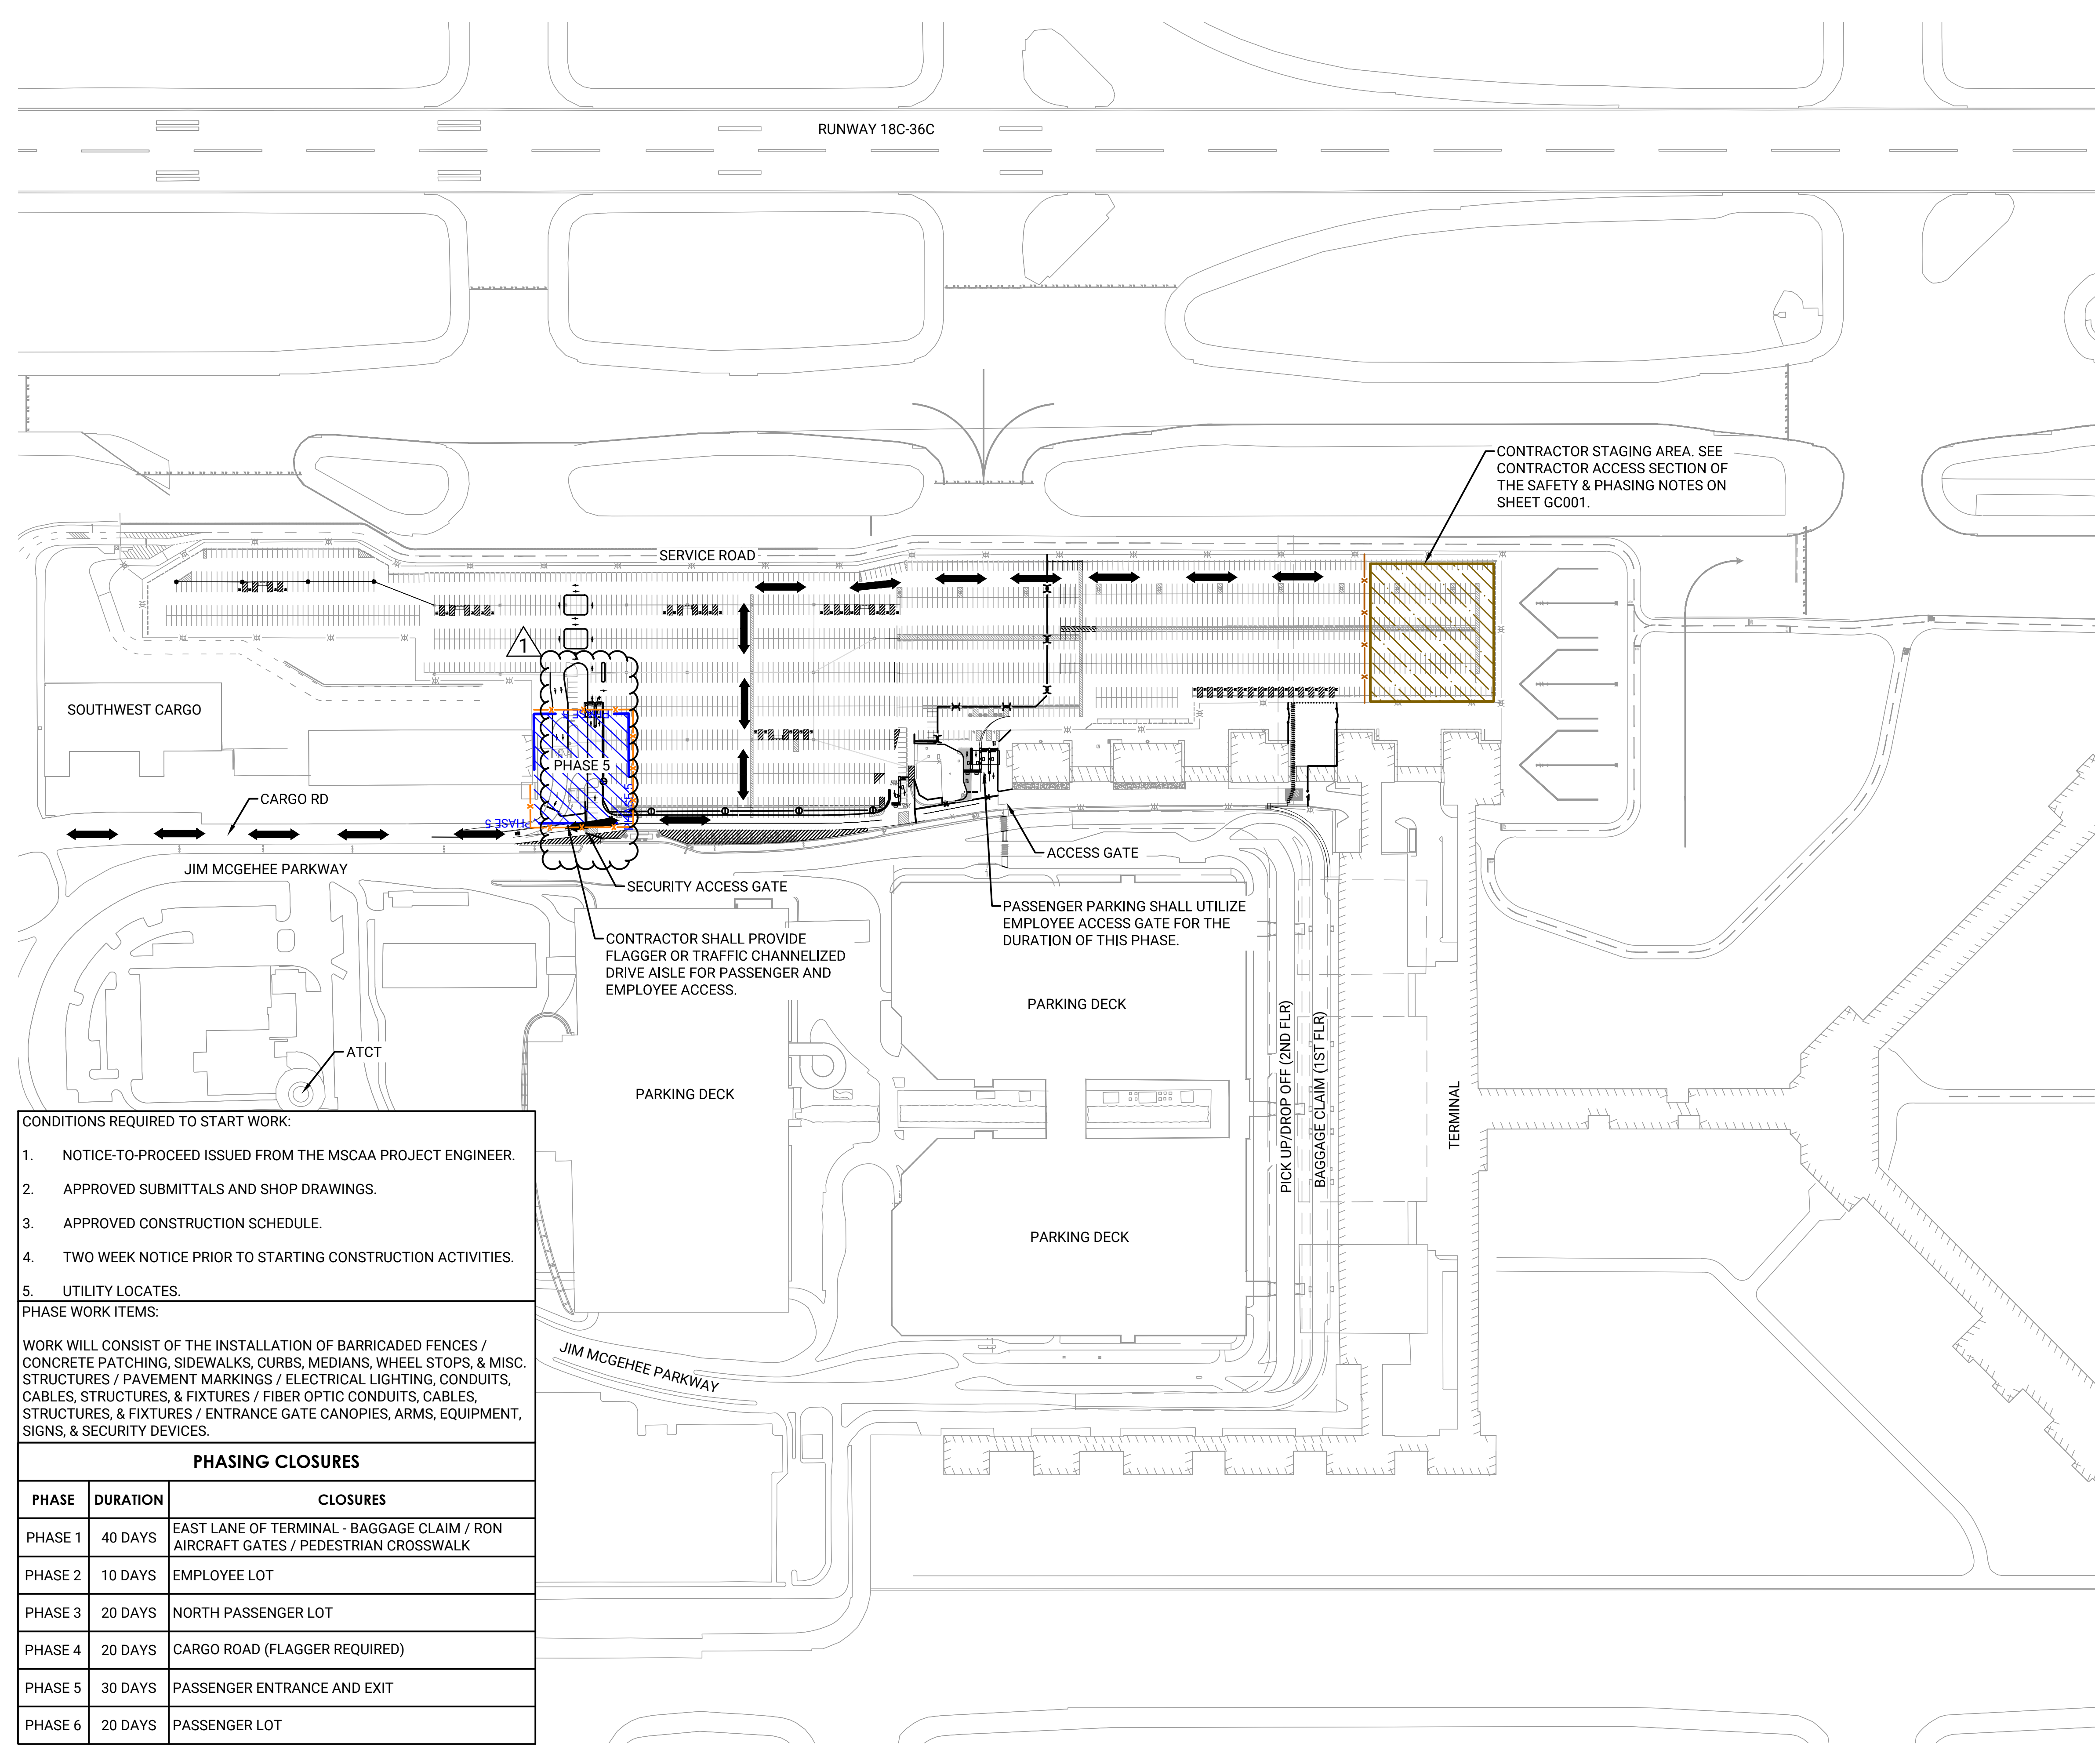 RUNWAY 18C-36C
CONTRACTOR STAGING AREA. SEE
CONTRACTOR ACCESS SECTION OF
THE SAFETY & PHASING NOTES ON
SHEET GC001.
SERVICE ROAD
1
SOUTHWEST CARGO
PHASE 5
PHASE 5
PHASE 5
PHASE 5
CARGO RD
JIM MCGEHEE PARKWAY
ACCESS GATE
SECURITY ACCESS GATE
PASSENGER PARKING SHALL UTILIZE
EMPLOYEE ACCESS GATE FOR THE
DURATION OF THIS PHASE.
CONTRACTOR SHALL PROVIDE
FLAGGER OR TRAFFIC CHANNELIZED
DRIVE AISLE FOR PASSENGER AND
EMPLOYEE ACCESS.
PARKING DECK
PICK UP/DROP OFF (2ND FLR)
BAGGAGE CLAIM (1ST FLR)
ATCT
PARKING DECK
TERMINAL
PARKING DECK
JIM MCGEHEE PARKWAY
CONDITIONS REQUIRED TO START WORK:
1. NOTICE-TO-PROCEED ISSUED FROM THE MSCAA PROJECT ENGINEER.
2. APPROVED SUBMITTALS AND SHOP DRAWINGS.
3. APPROVED CONSTRUCTION SCHEDULE.
4. TWO WEEK NOTICE PRIOR TO STARTING CONSTRUCTION ACTIVITIES.
5. UTILITY LOCATES.
PHASE WORK ITEMS:
WORK WILL CONSIST OF THE INSTALLATION OF BARRICADED FENCES /
CONCRETE PATCHING, SIDEWALKS, CURBS, MEDIANS, WHEEL STOPS, & MISC.
STRUCTURES / PAVEMENT MARKINGS / ELECTRICAL LIGHTING, CONDUITS,
CABLES, STRUCTURES, & FIXTURES / FIBER OPTIC CONDUITS, CABLES,
STRUCTURES, & FIXTURES / ENTRANCE GATE CANOPIES, ARMS, EQUIPMENT,
SIGNS, & SECURITY DEVICES.
PHASING CLOSURES
PHASE DURATION CLOSURES
PHASE 1 40 DAYS EAST LANE OF TERMINAL - BAGGAGE CLAIM / RON
AIRCRAFT GATES / PEDESTRIAN CROSSWALK
PHASE 2 10 DAYS EMPLOYEE LOT
PHASE 3 20 DAYS NORTH PASSENGER LOT
PHASE 4 20 DAYS CARGO ROAD (FLAGGER REQUIRED)
PHASE 5 30 DAYS PASSENGER ENTRANCE AND EXIT
PHASE 6 20 DAYS PASSENGER LOT